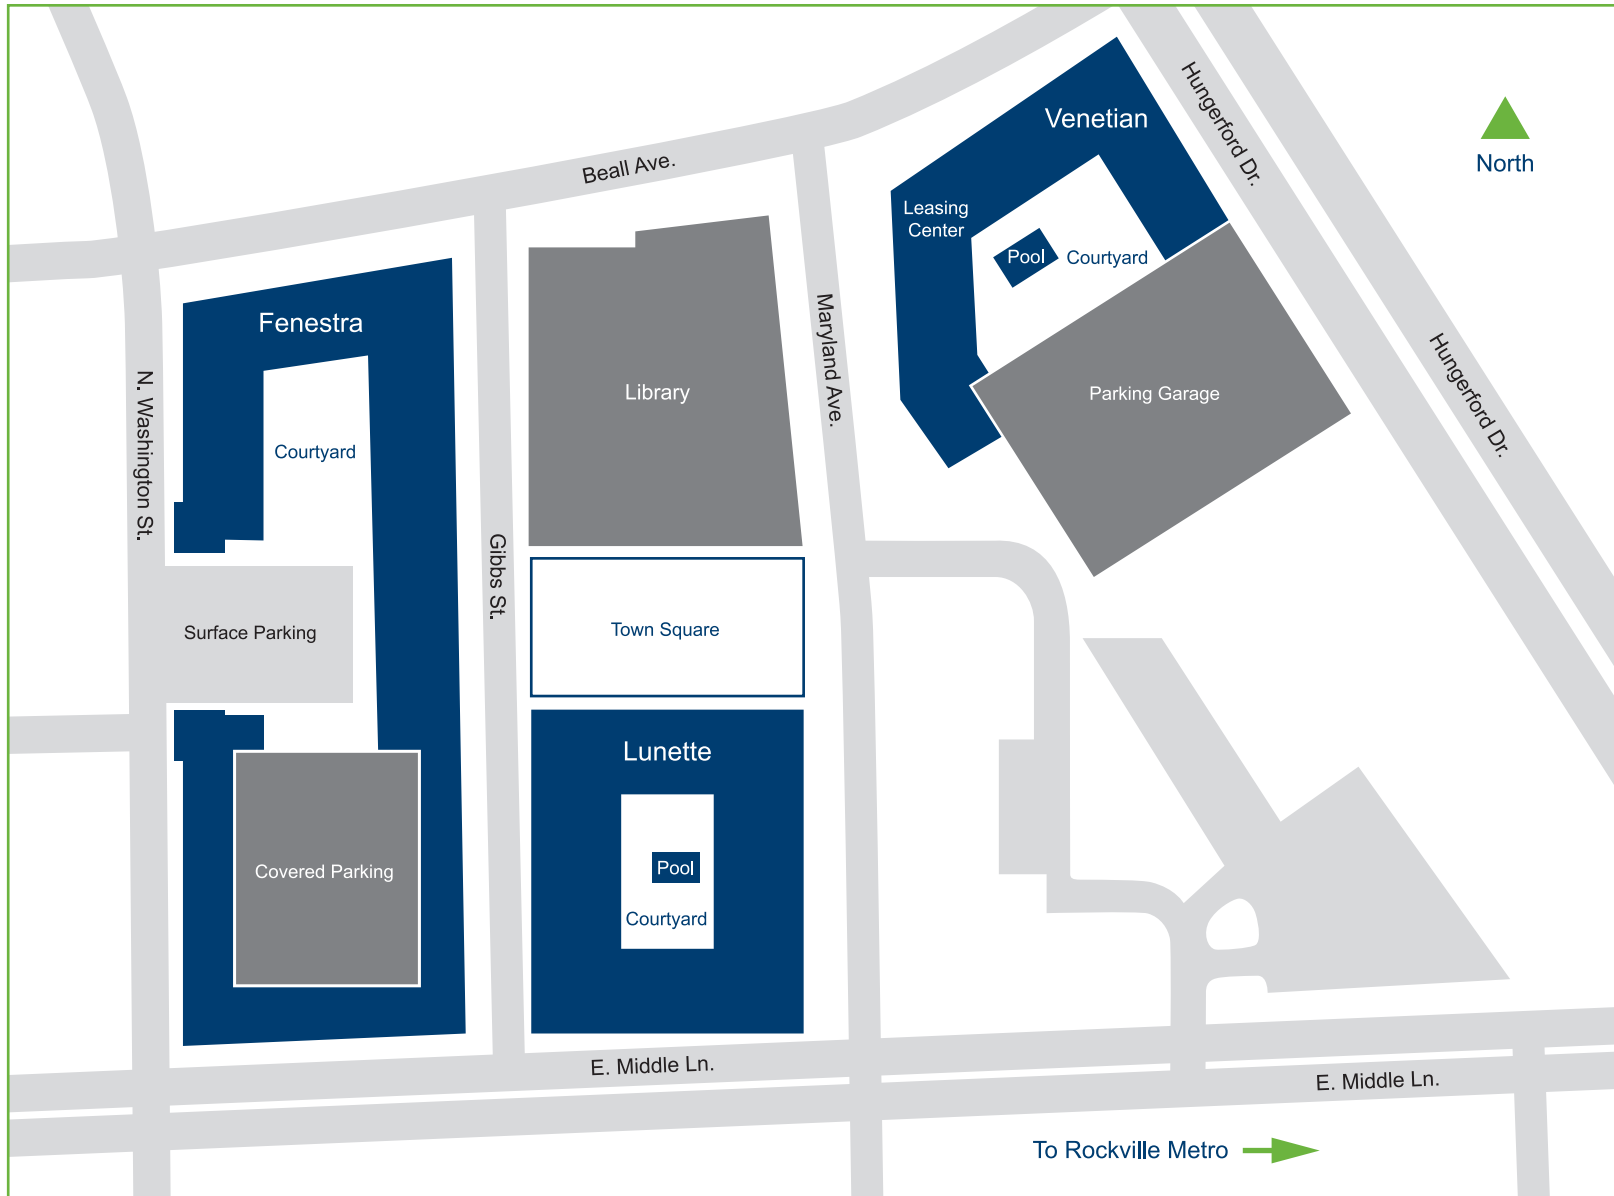 Hungerford Dr.
Venetian
North
Beall Ave.
Leasing
Center
Pool
Courtyard
Fenestra
Maryland Ave.
Library
Parking Garage
Hungerford Dr.
N. Washington St.
Courtyard
Gibbs St.
Surface Parking
Town Square
Lunette
Covered Parking
Pool
Courtyard
E. Middle Ln.
E. Middle Ln.
To Rockville Metro